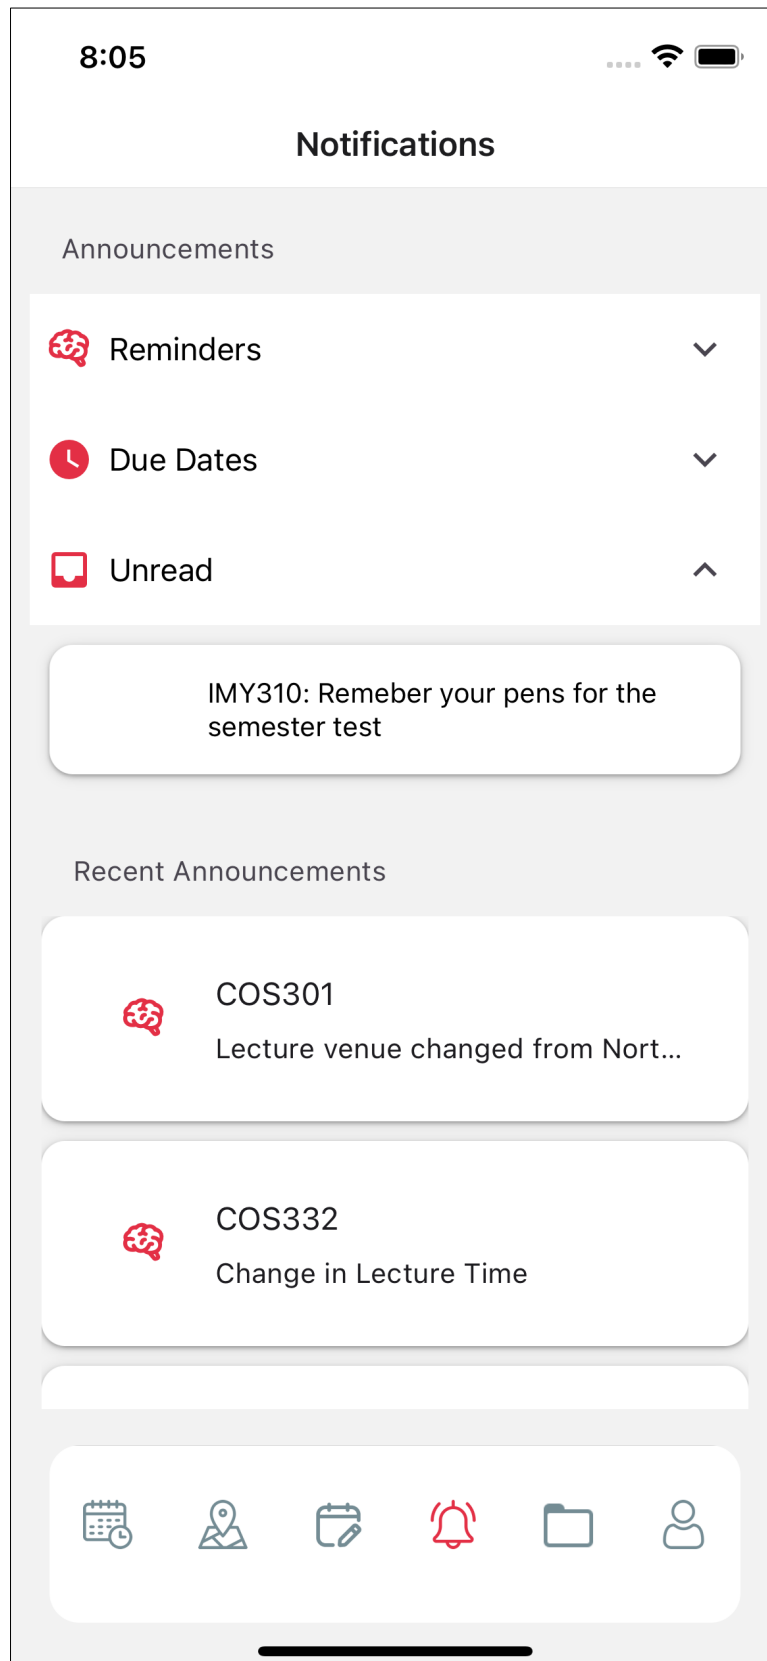 8:05
Notifications
Announcements
Reminders
Due Dates
Unread
IMY310: Remeber your pens for the
semester test
Recent Announcements
COS301
Lecture venue changed from Nort...
COS332
Change in Lecture Time